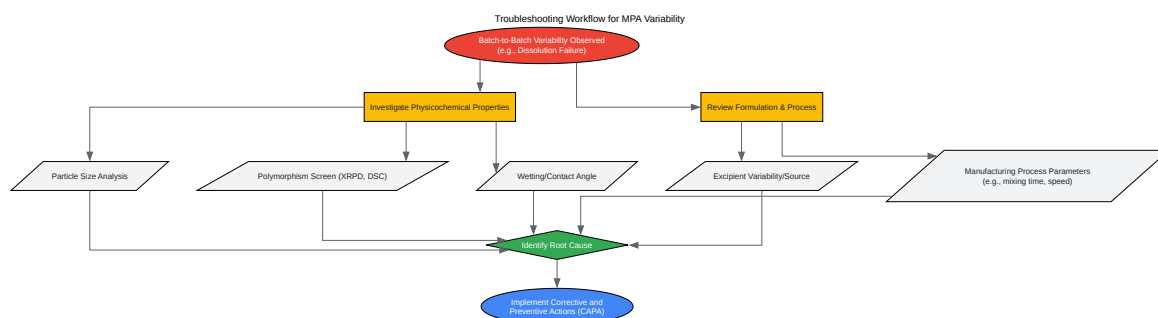 Troubleshooting Workflow for MPA Variability
Batch-to-Batch Variability Observed
(e.g., Dissolution Failure)
Investigate Physicochemical Properties
Review Formulation & Process
Particle Size Analysis
Polymorphism Screen (XRPD, DSC)
Wetting/Contact Angle
Excipient Variability/Source
Manufacturing Process Parameters
(e.g., mixing time, speed)
Identify Root Cause
Implement Corrective and
Preventive Actions (CAPA)